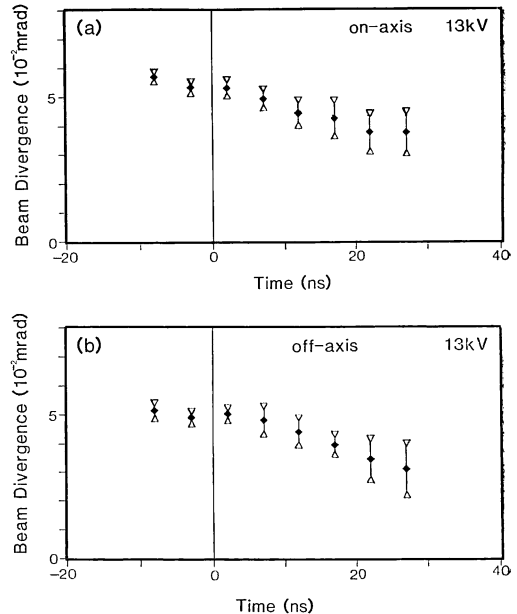 (a)
on-axis 13kV
Beam Divergence (10⁻²mrad)
5
0
-20 0 20 40
Time (ns)
(b)
off-axis 13kV
Beam Divergence (10⁻²mrad)
5
0
-20 0 20 40
Time (ns)